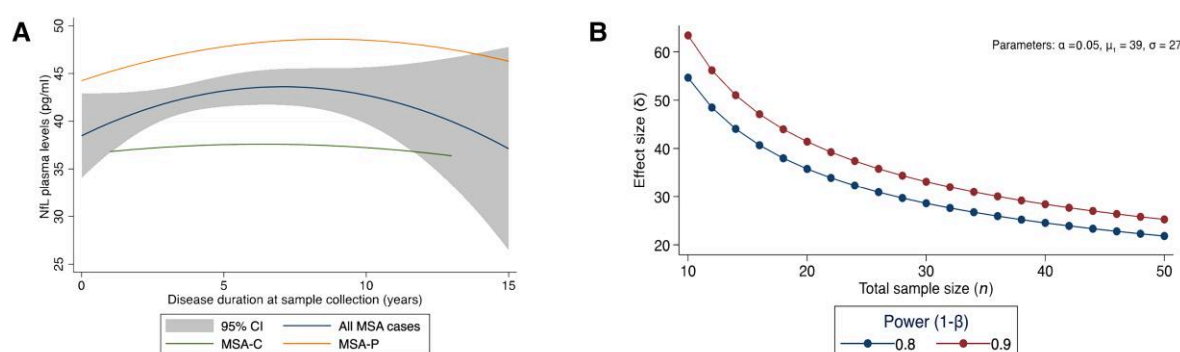 A
NfL plasma levels (pg/ml)
50
45
40
35
30
25
0
5
10
15
Disease duration at sample collection (years)
95% CI
All MSA cases
MSA-C
MSA-P
B
Parameters: α =0.05, μ₁ = 39, σ = 27
Effect size (δ)
60
50
40
30
20
10
20
30
40
50
Total sample size (n)
Power (1-β)
0.8
0.9